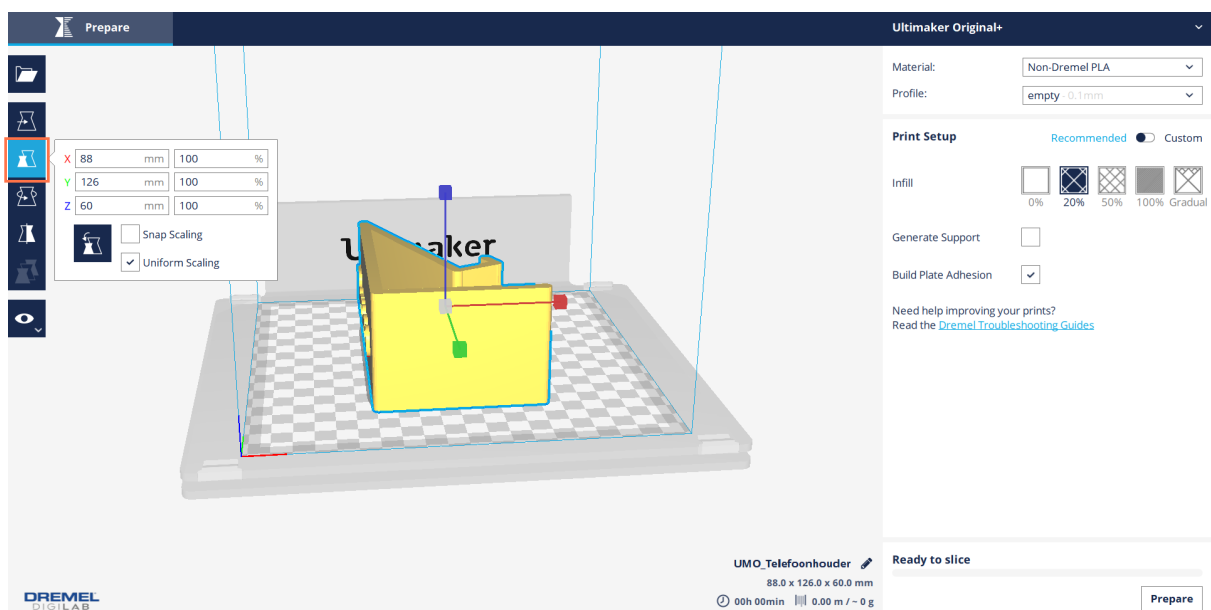 Prepare
Ultimaker Original+
Material:
Non-Dremel PLA
Profile:
empty - 0.1mm
Print Setup
Recommended
Custom
X 88 mm 100 %
Y 126 mm 100 %
Z 60 mm 100 %
Snap Scaling
Uniform Scaling
Infill
0% 20% 50% 100% Gradual
Generate Support
Build Plate Adhesion
Need help improving your prints?
Read the Dremel Troubleshooting Guides
aker
UMO_Telefoonhouder
88.0 x 126.0 x 60.0 mm
00h 00min 0.00 m / ~ 0 g
Ready to slice
Prepare
DREMEL
DIGILAB